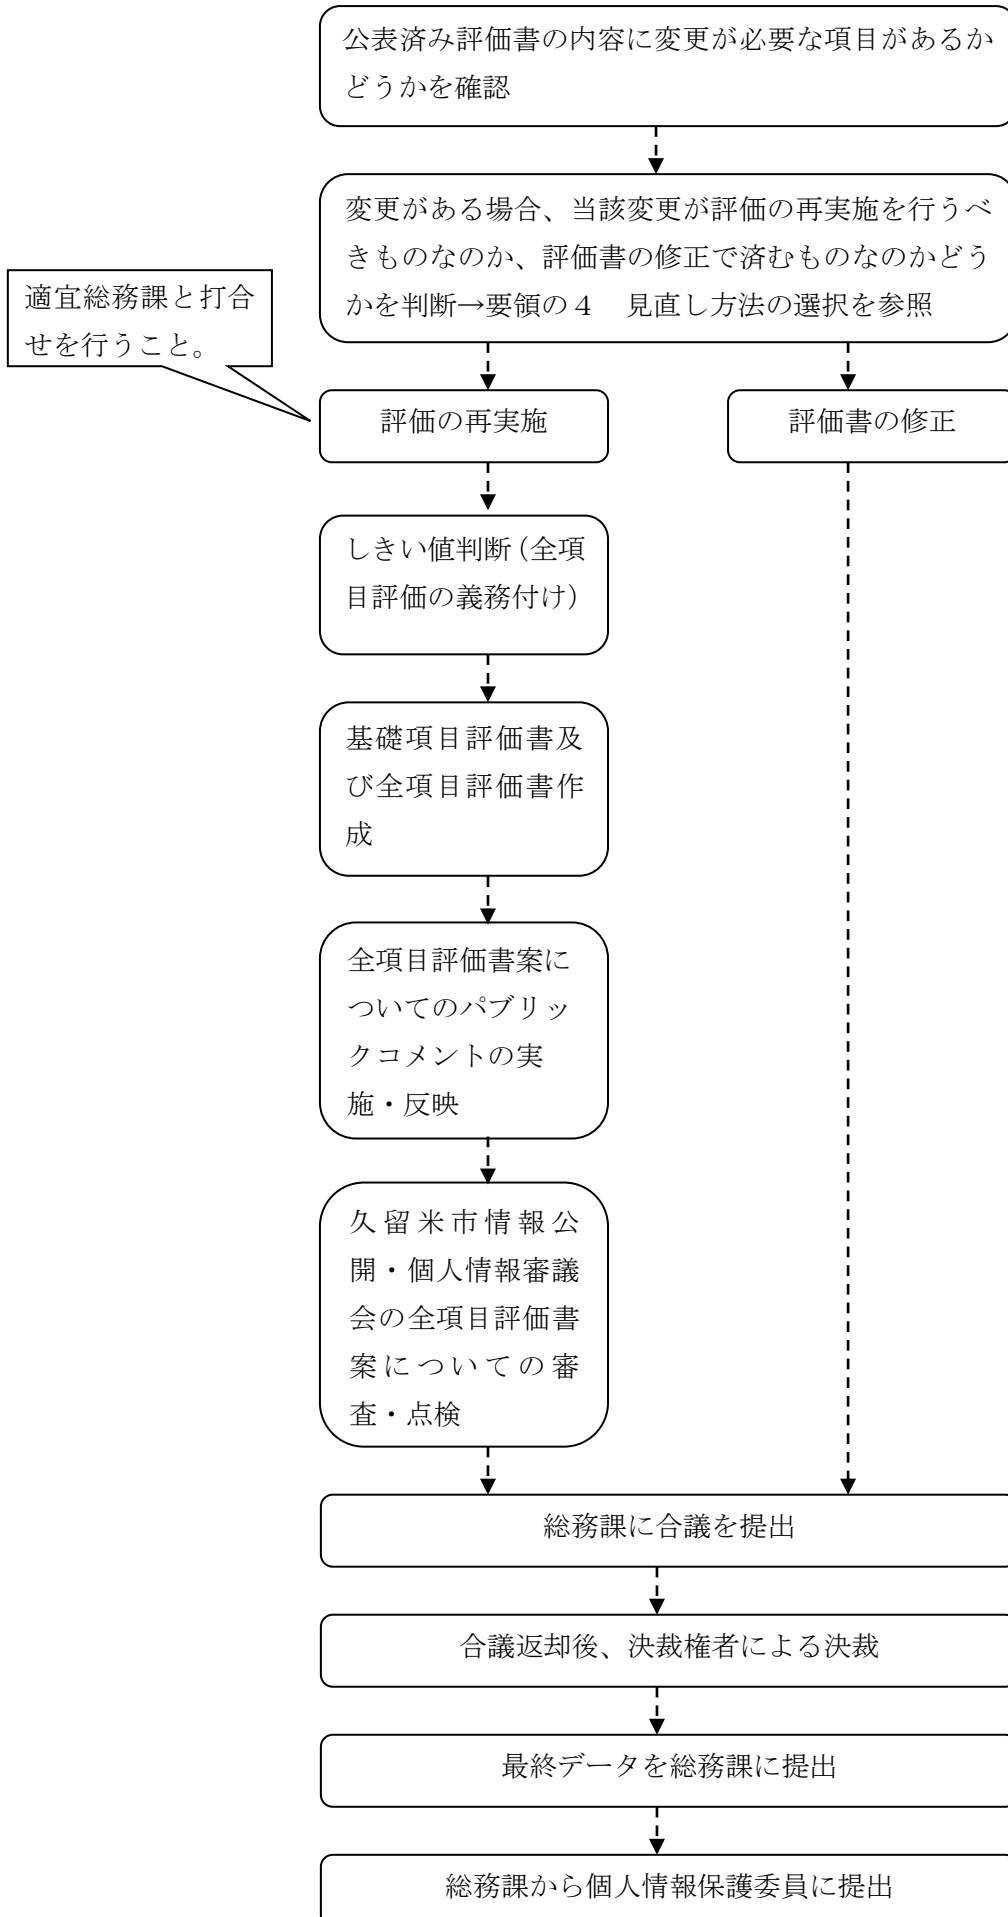 公表済み評価書の内容に変更が必要な項目があるか
どうかを確認
変更がある場合、当該変更が評価の再実施を行うべ
きものなのか、評価書の修正で済むものなのかどう
かを判断→要領の4　見直し方法の選択を参照
適宜総務課と打合
せを行うこと。
評価の再実施
評価書の修正
しきい値判断(全項
目評価の義務付け)
基礎項目評価書及
び全項目評価書作
成
全項目評価書案に
ついてのパブリッ
クコメントの実
施・反映
久留米市情報公
開・個人情報審議
会の全項目評価書
案についての審
査・点検
総務課に合議を提出
合議返却後、決裁権者による決裁
最終データを総務課に提出
総務課から個人情報保護委員に提出